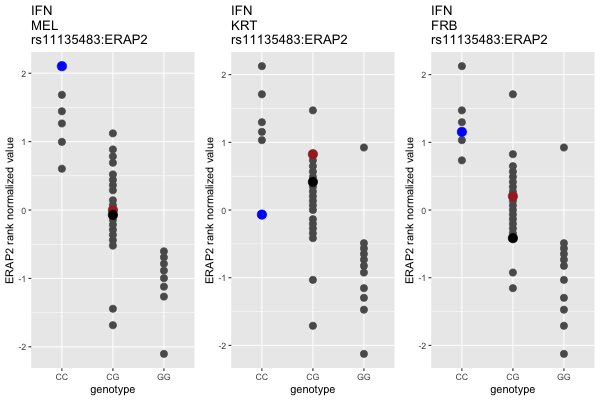 IFN
MEL
rs11135483:ERAP2
ERAP2 rank normalized value
2
1
0
-1
-2
CC CG GG
genotype
IFN
KRT
rs11135483:ERAP2
ERAP2 rank normalized value
2
1
0
-1
-2
CC CG GG
genotype
IFN
FRB
rs11135483:ERAP2
ERAP2 rank normalized value
2
1
0
-1
-2
CC CG GG
genotype